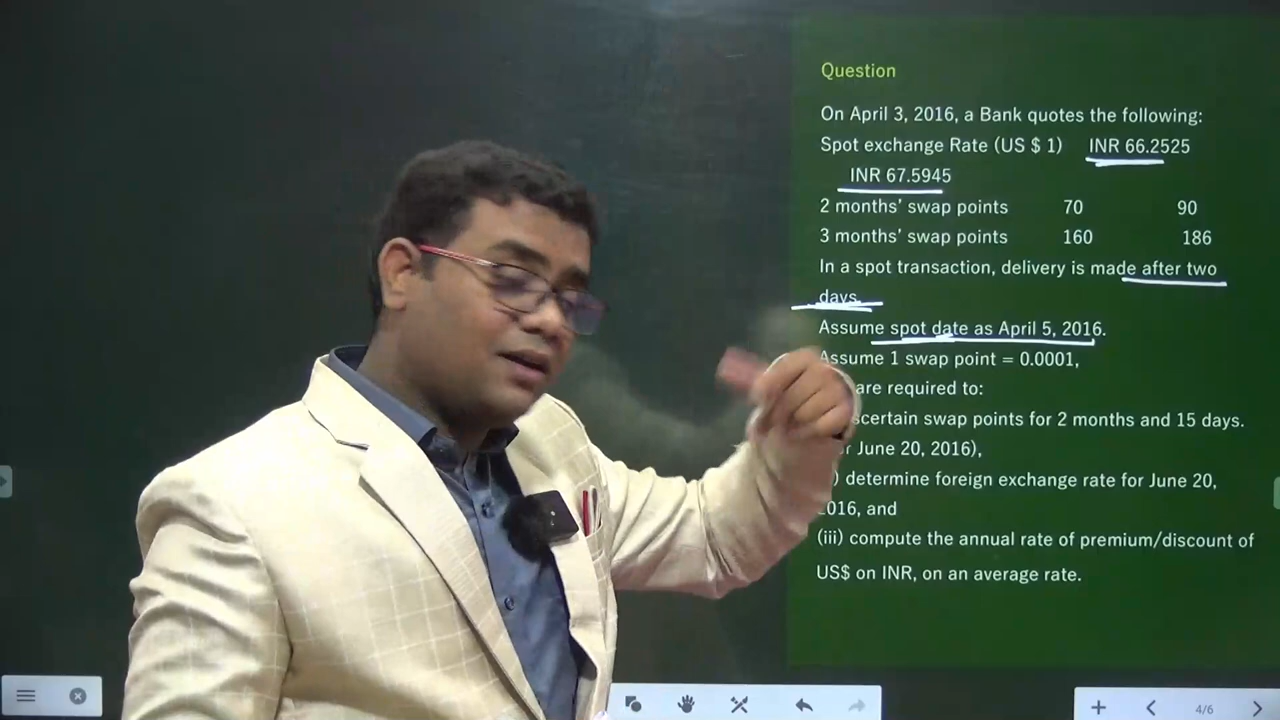 Question
On April 3, 2016, a Bank quotes the following:
Spot exchange Rate (US $ 1) INR 66.2525
INR 67.5945
2 months’ swap points 70 90
3 months’ swap points 160 186
In a spot transaction, delivery is made after two
days.
Assume spot date as April 5, 2016.
Assume 1 swap point = 0.0001,
are required to:
swap points for 2 months and 15 days.
June 20, 2016),
determine foreign exchange rate for June 20,
and
(iii) compute the annual rate of premium/discount of
US$ on INR, on an average rate.
4/6